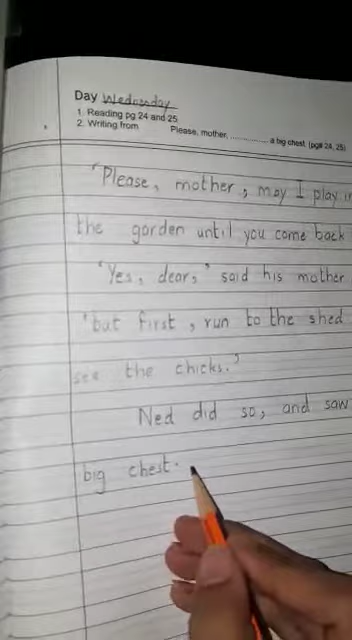 Day Wednesday
1. Reading pg 24 and 25
2. Writing from Please, mother, ............ a big chest (pg# 24, 25)
"Please, mother, may I play in
the garden until you come back
"Yes, dears," said his mother
"but first, run to the shed
see the chicks."
Ned did so, and saw
big chest.